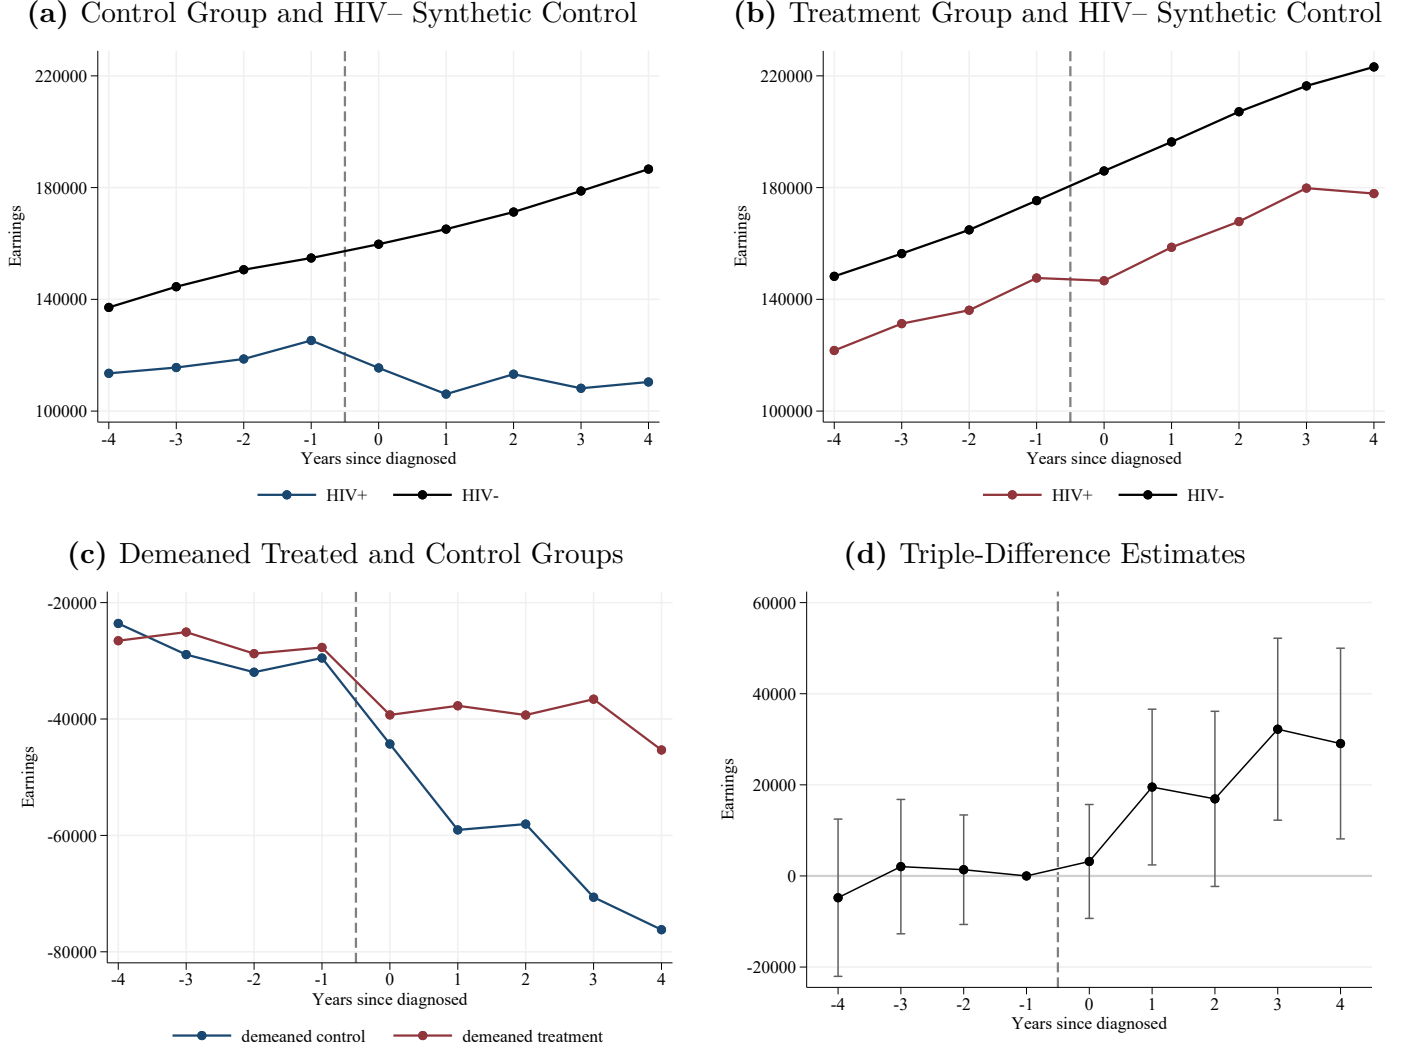 (a) Control Group and HIV– Synthetic Control
220000
180000
140000
100000
Earnings
-4 -3 -2 -1 0 1 2 3 4
Years since diagnosed
HIV+ HIV-
(b) Treatment Group and HIV– Synthetic Control
220000
180000
140000
100000
Earnings
-4 -3 -2 -1 0 1 2 3 4
Years since diagnosed
HIV+ HIV-
(c) Demeaned Treated and Control Groups
-20000
-40000
-60000
-80000
Earnings
-4 -3 -2 -1 0 1 2 3 4
Years since diagnosed
demeaned control demeaned treatment
(d) Triple-Difference Estimates
60000
40000
20000
0
-20000
Earnings
-4 -3 -2 -1 0 1 2 3 4
Years since diagnosed